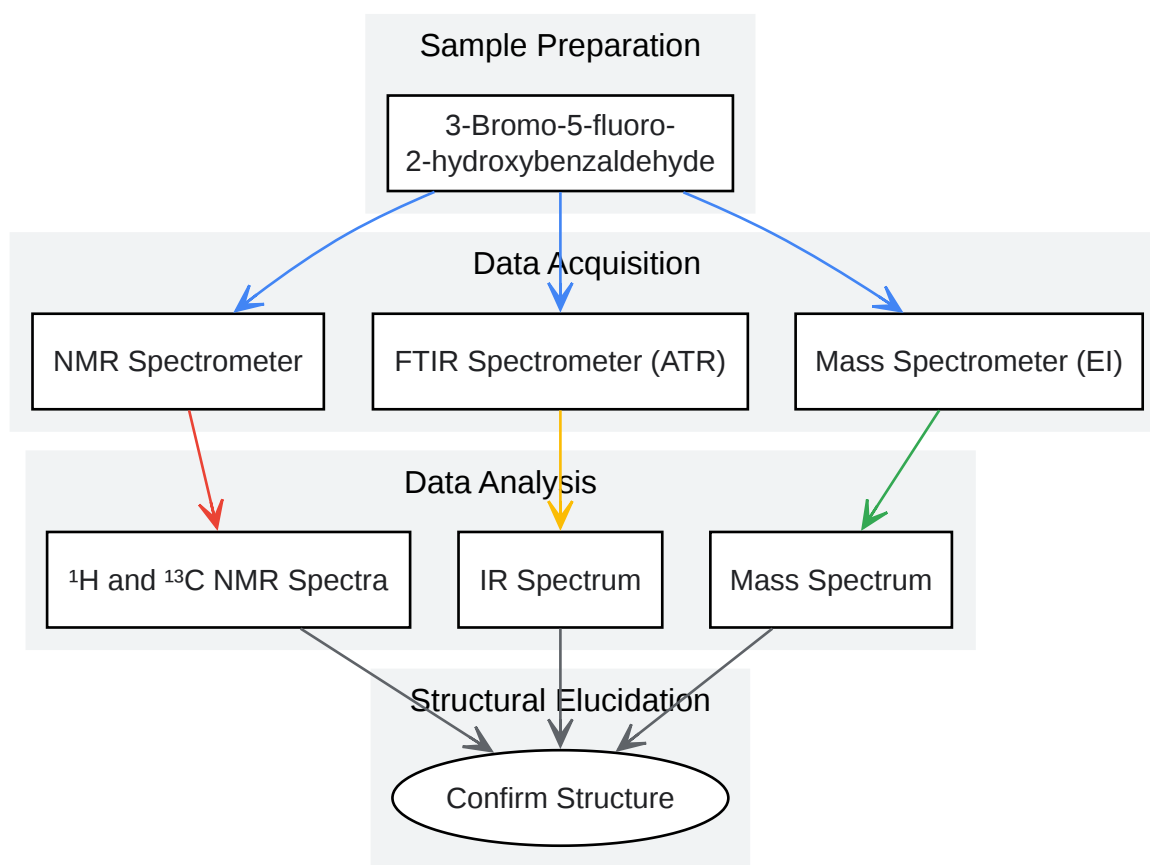 Sample Preparation
3-Bromo-5-fluoro-
2-hydroxybenzaldehyde
Data Acquisition
NMR Spectrometer
FTIR Spectrometer (ATR)
Mass Spectrometer (EI)
Data Analysis
¹H and ¹³C NMR Spectra
IR Spectrum
Mass Spectrum
Structural Elucidation
Confirm Structure